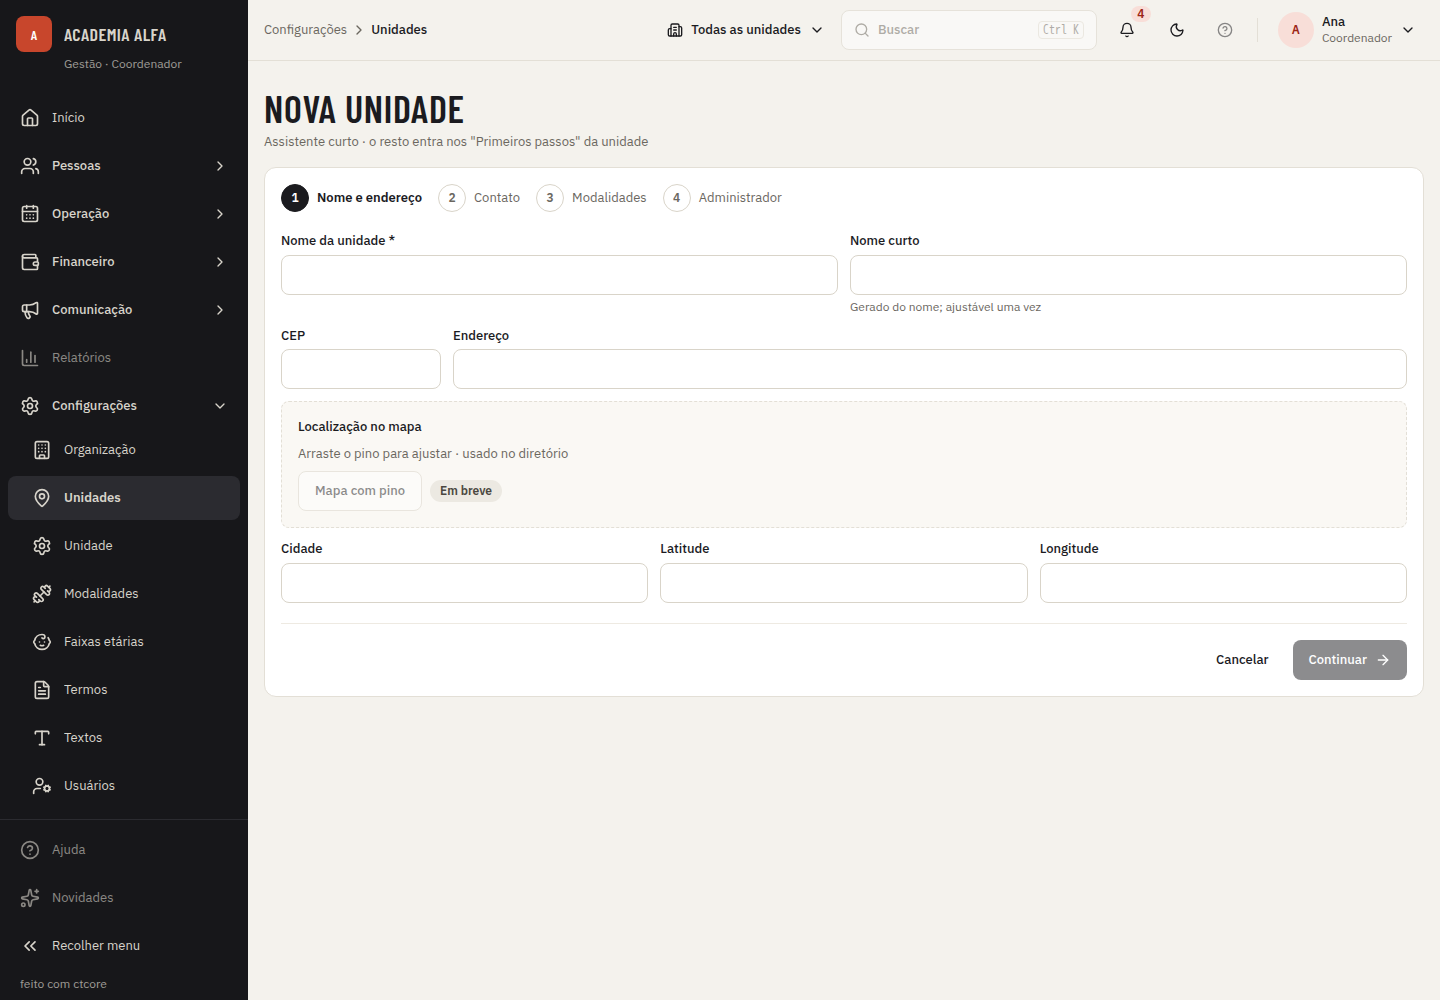 A
ACADEMIA ALFA
Gestão · Coordenador
Início
Pessoas
Operação
Financeiro
Comunicação
Relatórios
Configurações
Organização
Unidades
Unidade
Modalidades
Faixas etárias
Termos
Textos
Usuários
Ajuda
Novidades
Recolher menu
feito com ctcore
Configurações > Unidades
Todas as unidades
Buscar
Ctrl K
4
A
Ana
Coordenador
NOVA UNIDADE
Assistente curto · o resto entra nos "Primeiros passos" da unidade
1 Nome e endereço 2 Contato 3 Modalidades 4 Administrador
Nome da unidade * Nome curto
Gerado do nome; ajustável uma vez
CEP Endereço
Localização no mapa
Arraste o pino para ajustar · usado no diretório
Mapa com pino Em breve
Cidade Latitude Longitude
Cancelar Continuar